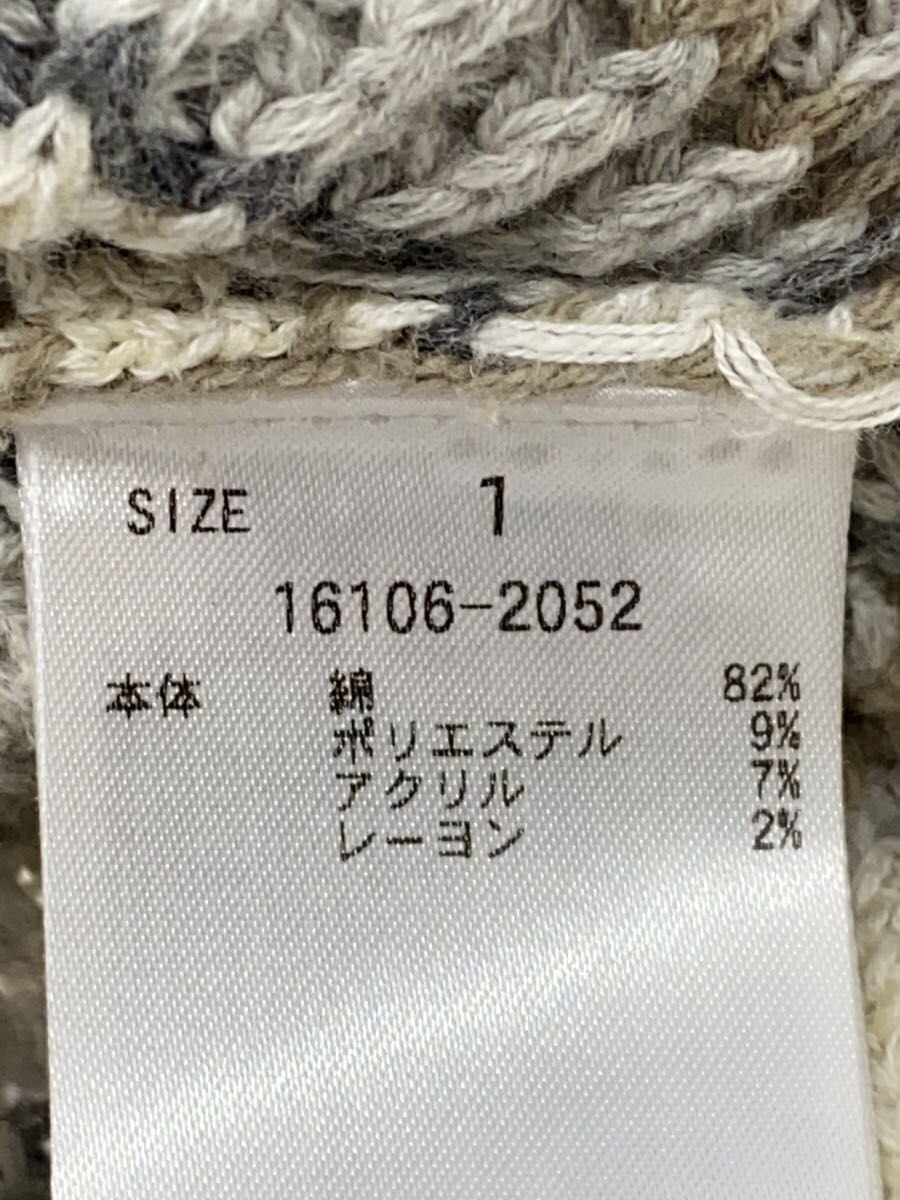 SIZE 1
16106-2052
本体 綿 82%
ポリエステル 9%
アクリル 7%
レーヨン 2%